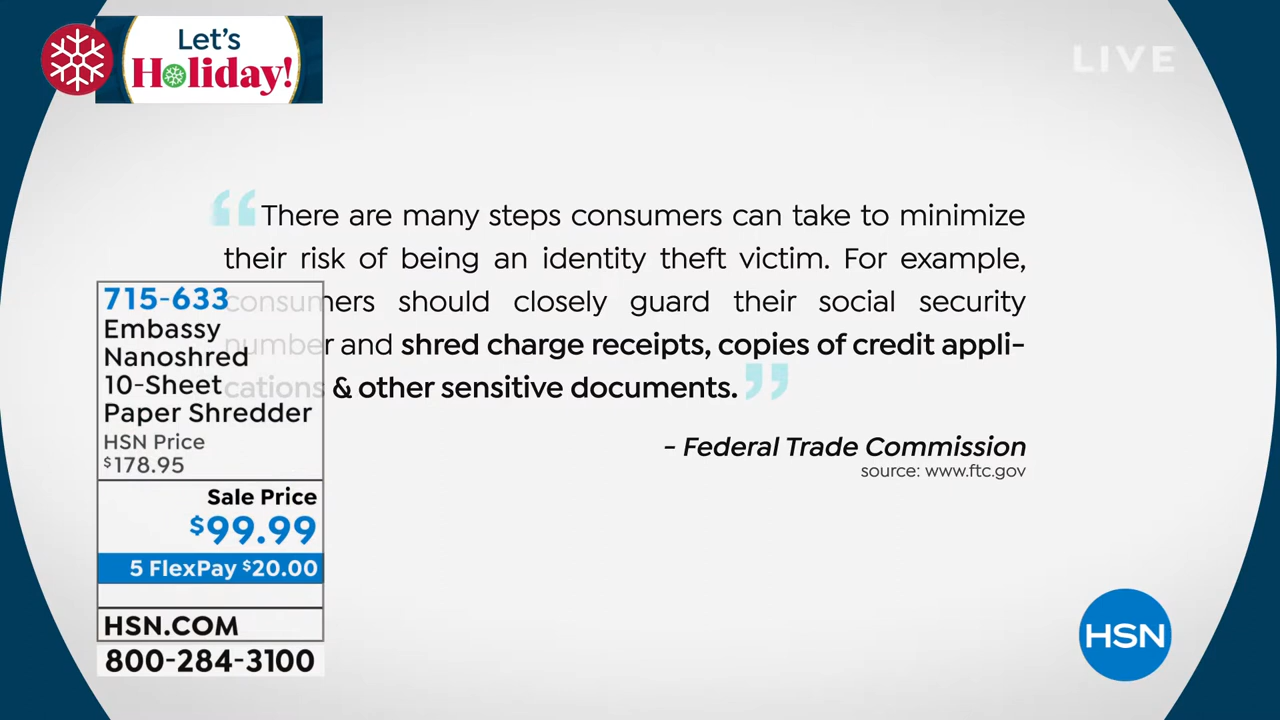 Let's
Holiday!
LIVE
“There are many steps consumers can take to minimize
their risk of being an identity theft victim. For example,
consumers should closely guard their social security
number and shred charge receipts, copies of credit appli-
cations & other sensitive documents.”
- Federal Trade Commission
source: www.ftc.gov
715-633
Embassy
Nanoshred
10-Sheet
Paper Shredder
HSN Price
$178.95
Sale Price
$99.99
5 FlexPay $20.00
HSN.COM
800-284-3100
HSN